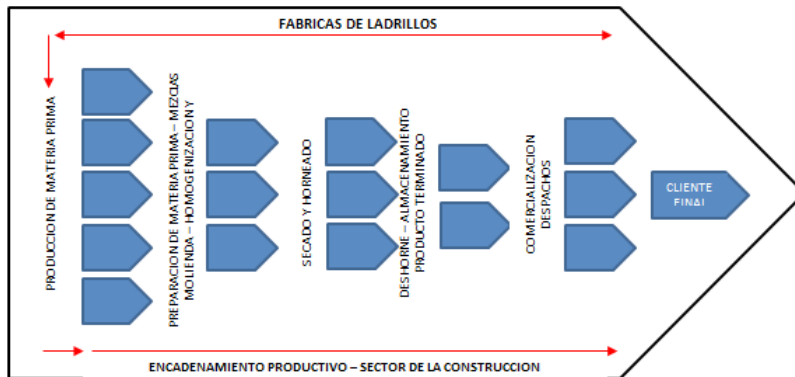 FABRICAS DE LADRILLOS
PRODUCCION DE MATERIA PRIMA
PREPARACION DE MATERIA PRIMA – MEZCLAS
MOLIENDA – HOMOGENIZACION Y
SECADO Y HORNEADO
DESHORNE – ALMACENAMIENTO
PRODUCTO TERMINADO
COMERCIALIZACION
DESPACHOS
CLIENTE
FINAL
ENCADENAMIENTO PRODUCTIVO – SECTOR DE LA CONSTRUCCION